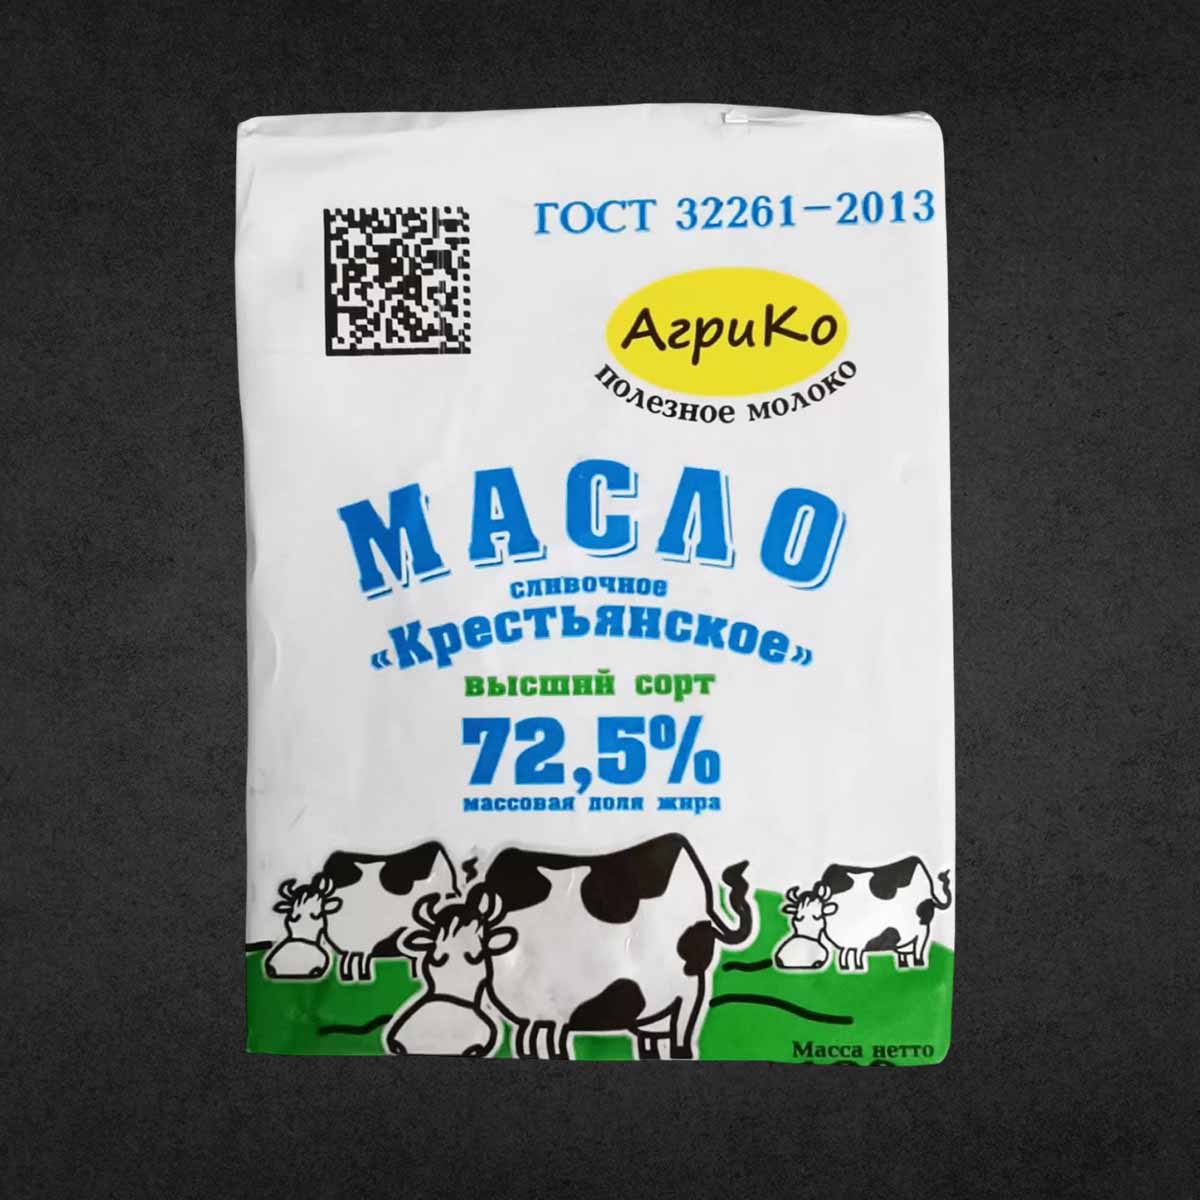 ГОСТ 32261-2013
АгриКо
полезное молоко
МАСЛО
сливочное
«Крестьянское»
высший сорт
72,5%
массовая доля жира
Масса нетто